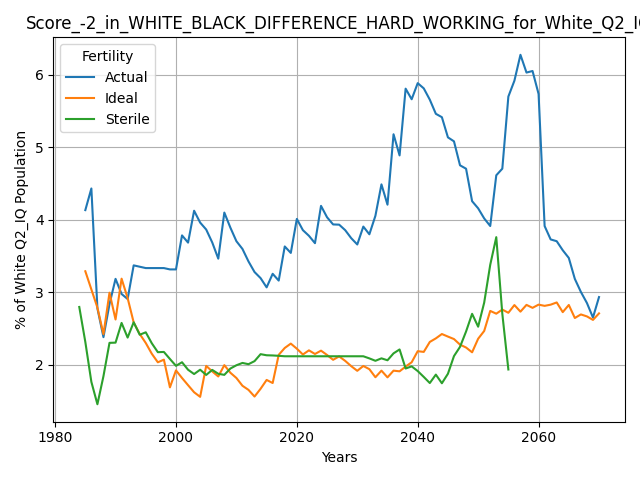 Score_-2_in_WHITE_BLACK_DIFFERENCE_HARD_WORKING_for_White_Q2_IQ
Fertility
Actual
Ideal
Sterile
% of White Q2_IQ Population
6
5
4
3
2
1980
2000
2020
2040
2060
Years